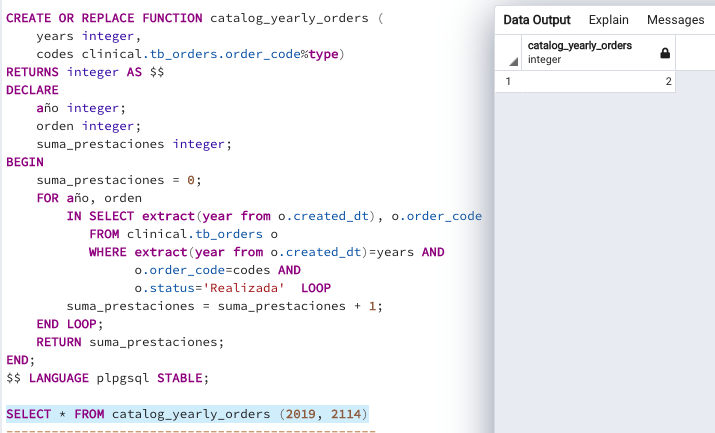 CREATE OR REPLACE FUNCTION catalog_yearly_orders (
    years integer,
    codes clinical.tb_orders.order_code%type)
RETURNS integer AS $$
DECLARE
    año integer;
    orden integer;
    suma_prestaciones integer;
BEGIN
    suma_prestaciones = 0;
    FOR año, orden
        IN SELECT extract(year from o.created_dt), o.order_code
           FROM clinical.tb_orders o
           WHERE extract(year from o.created_dt)=years AND
                 o.order_code=codes AND
                 o.status='Realizada'  LOOP
        suma_prestaciones = suma_prestaciones + 1;
    END LOOP;
    RETURN suma_prestaciones;
END;
$$ LANGUAGE plpgsql STABLE;
SELECT * FROM catalog_yearly_orders (2019, 2114)
-------------------------------------------------
Data Output Explain Messages
catalog_yearly_orders
integer
1 2